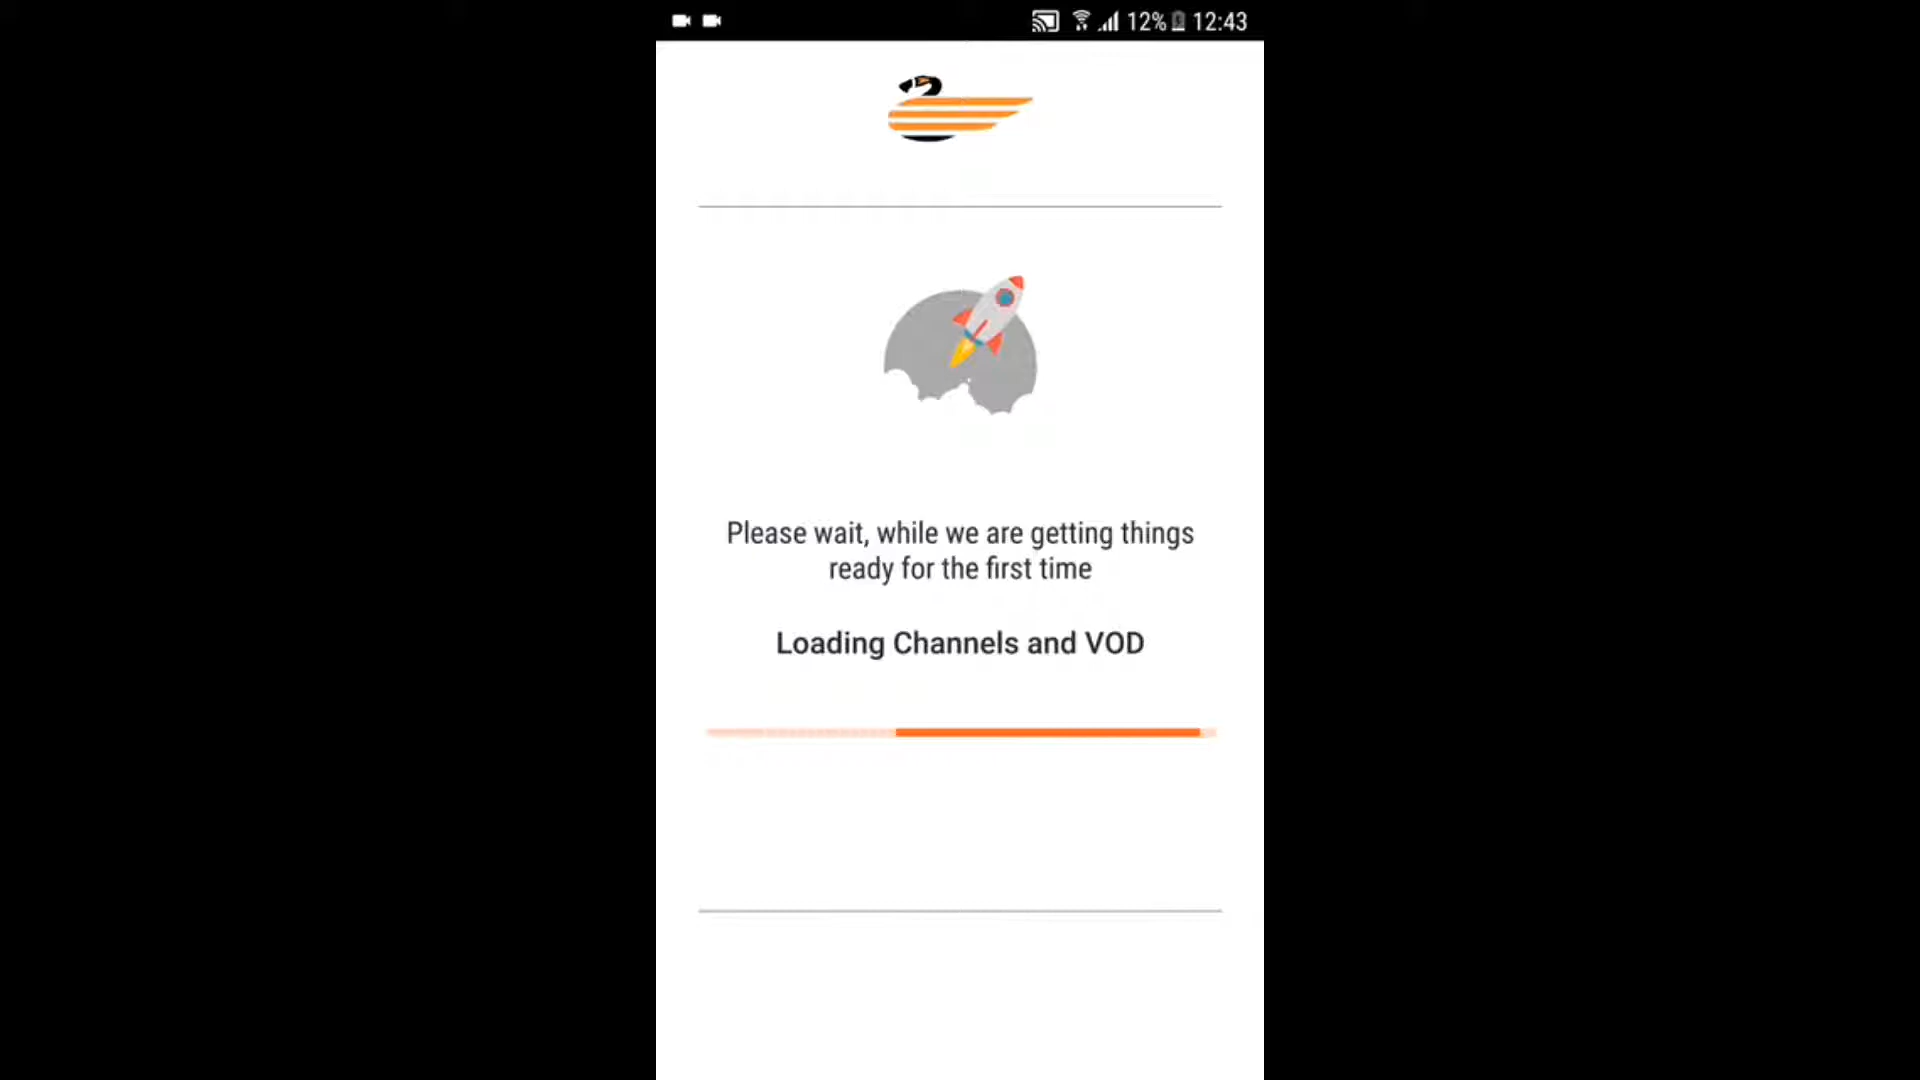 12% 12:43
Please wait, while we are getting things
ready for the first time
Loading Channels and VOD